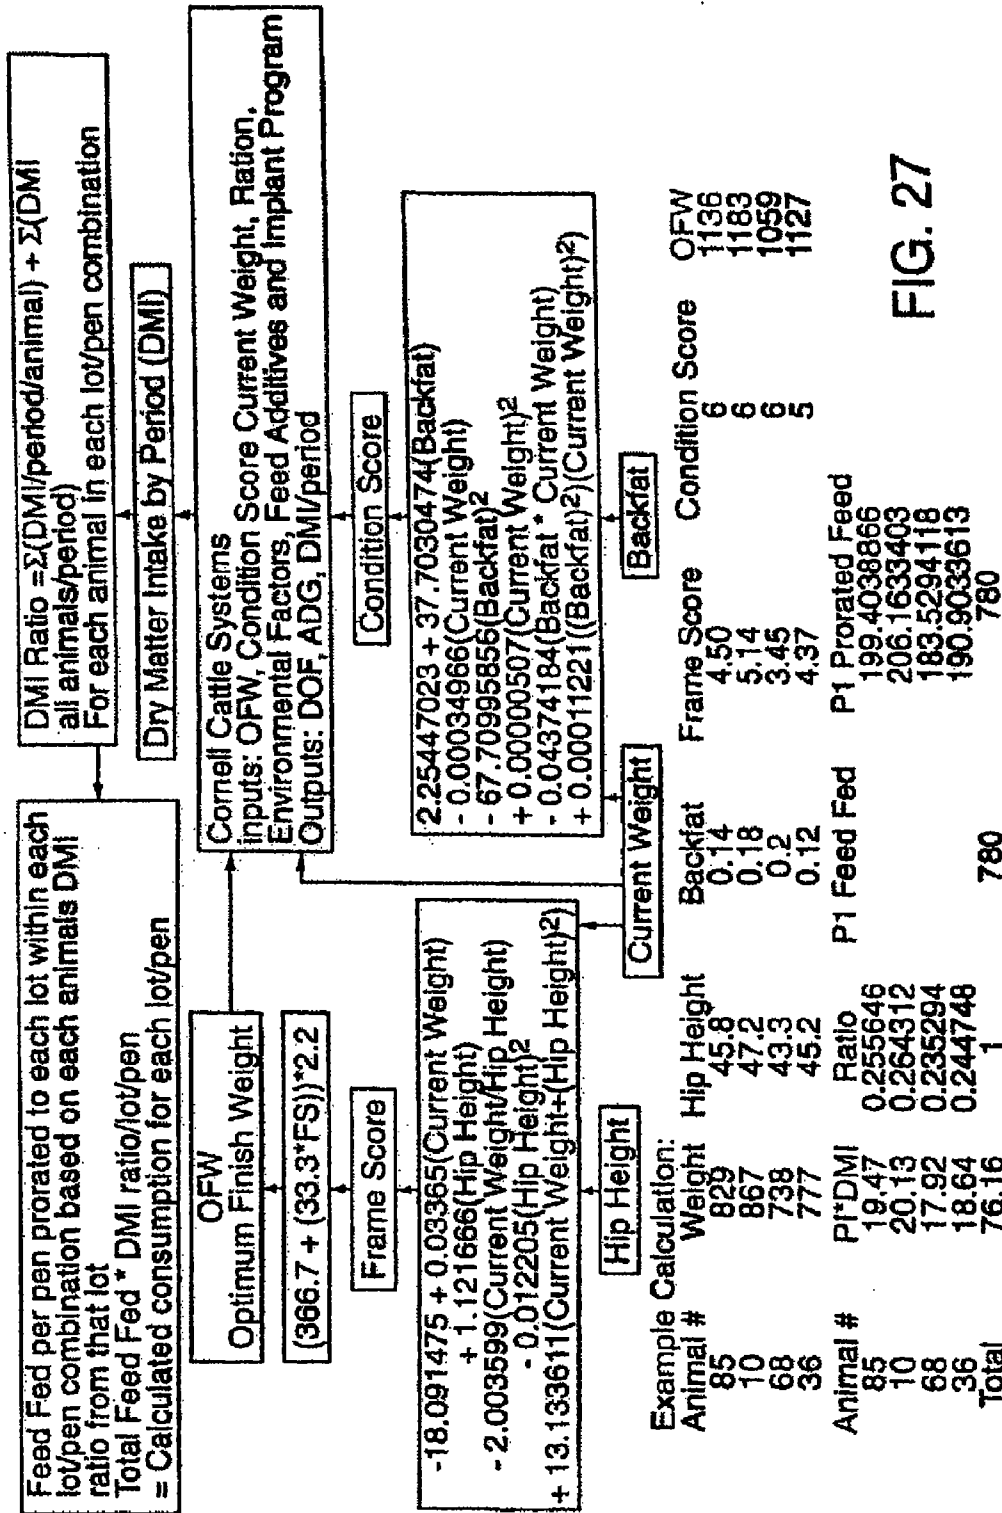 Feed Fed per pen prorated to each lot within each
lot/pen combination based on each animals DMI
ratio from that lot
Total Feed Fed * DMI ratio/lot/pen
= Calculated consumption for each lot/pen
DMI Ratio =Σ(DMI/period/animal) + Σ(DMI
all animals/period)
For each animal in each lot/pen combination
Dry Matter Intake by Period (DMI)
OFW
Optimum Finish Weight
Cornell Cattle Systems
inputs: OFW, Condition Score Current Weight, Ration,
Environmental Factors, Feed Additives and Implant Program
Outputs: DOF, ADG, DMI/period
(366.7 + (33.3*FS))*2.2
Frame Score
Condition Score
-18.091475 + 0.03365(Current Weight)
+ 1.121666(Hip Height)
- 2.003599(Current Weight/Hip Height)
- 0.012205(Hip Height)2
+ 13.133611(Current Weight+(Hip Height)2)
2.25447023 + 37.7030474(Backfat)
- 0.00034966(Current Weight)
- 67.7099585​6(Backfat)2
+ 0.00000507(Current Weight)2
- 0.04374184(Backfat * Current Weight)
+ 0.00011221((Backfat)2)(Current Weight)2)
Hip Height
Current Weight
Backfat
Example Calculation:
Animal # Weight Hip Height Backfat Frame Score Condition Score OFW
85 829 45.8 0.14 4.50 6 1136
10 867 47.2 0.18 5.14 6 1183
68 738 43.3 0.2 3.45 6 1059
36 777 45.2 0.12 4.37 5 1127
Animal # PI*DMI Ratio P1 Feed Fed P1 Prorated Feed
85 19.47 0.255646 199.4038866
10 20.13 0.264312 206.1633403
68 17.92 0.235294 183.5294118
36 18.64 0.244748 190.9033613
Total 76.16 1 780 780
FIG. 27